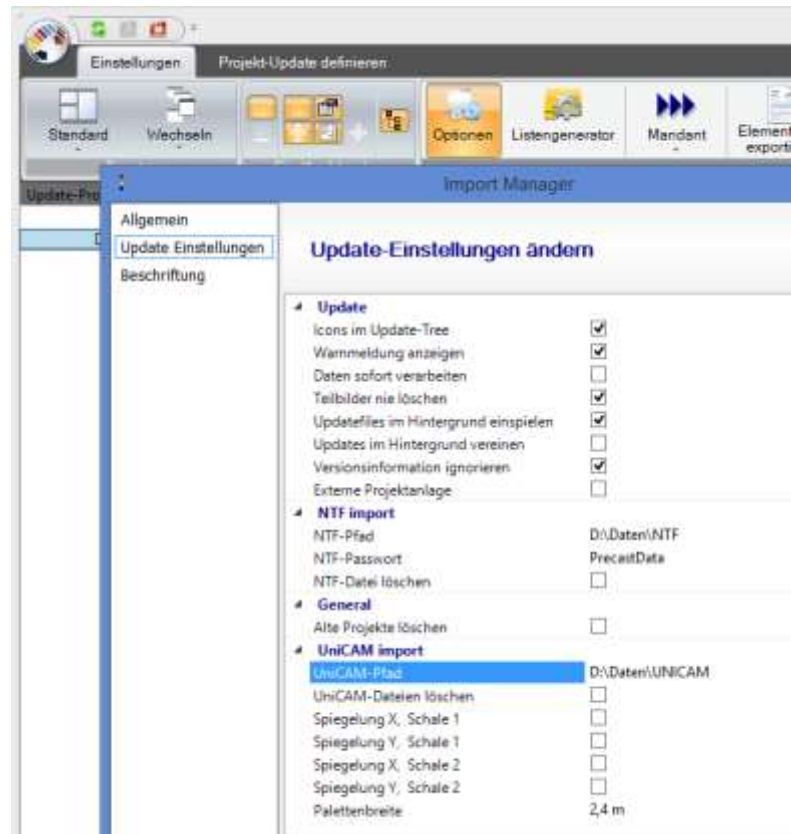 Einstellungen Projekt-Update definieren
Standard Wechseln Optionen Listengenerator Mandant Element
exporti
Update-Pro
Import Manager
Allgemein
Update Einstellungen
Beschriftung
Update-Einstellungen ändern
Update
Icons im Update-Tree
Warnmeldung anzeigen
Daten sofort verarbeiten
Teilbilder nie löschen
Updatefiles im Hintergrund einspielen
Updates im Hintergrund vereinen
Versionsinformation ignorieren
Externe Projektanlage
NTF import
NTF-Pfad D:\Daten\NTF
NTF-Passwort PrecastData
NTF-Datei löschen
General
Alte Projekte löschen
UniCAM import
UniCAM-Pfad D:\Daten\UNICAM
UniCAM-Dateien löschen
Spiegelung X, Schale 1
Spiegelung Y, Schale 1
Spiegelung X, Schale 2
Spiegelung Y, Schale 2
Palettenbreite 2,4 m